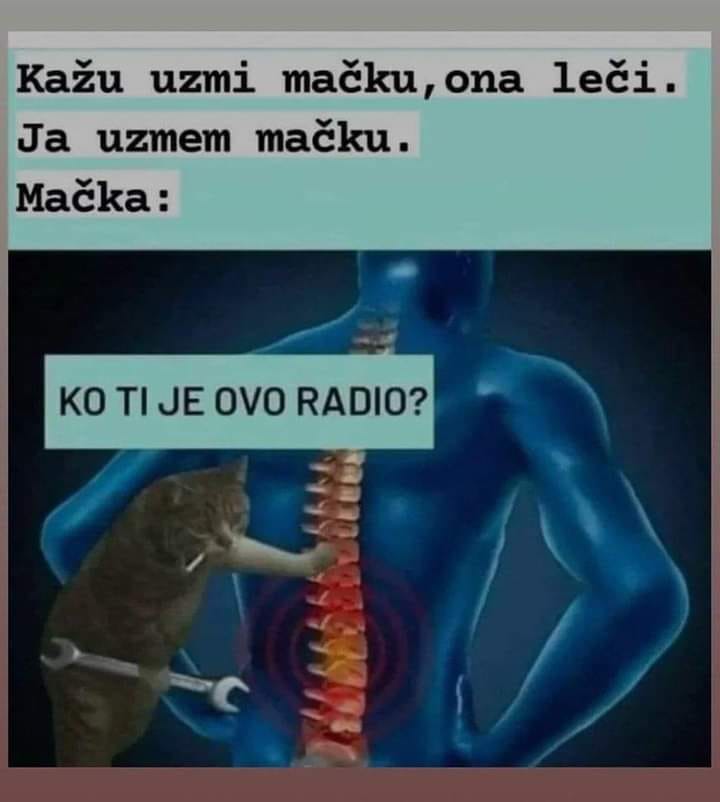 Kažu uzmi mačku,ona leči.
Ja uzmem mačku.
Mačka:
KO TI JE OVO RADIO?